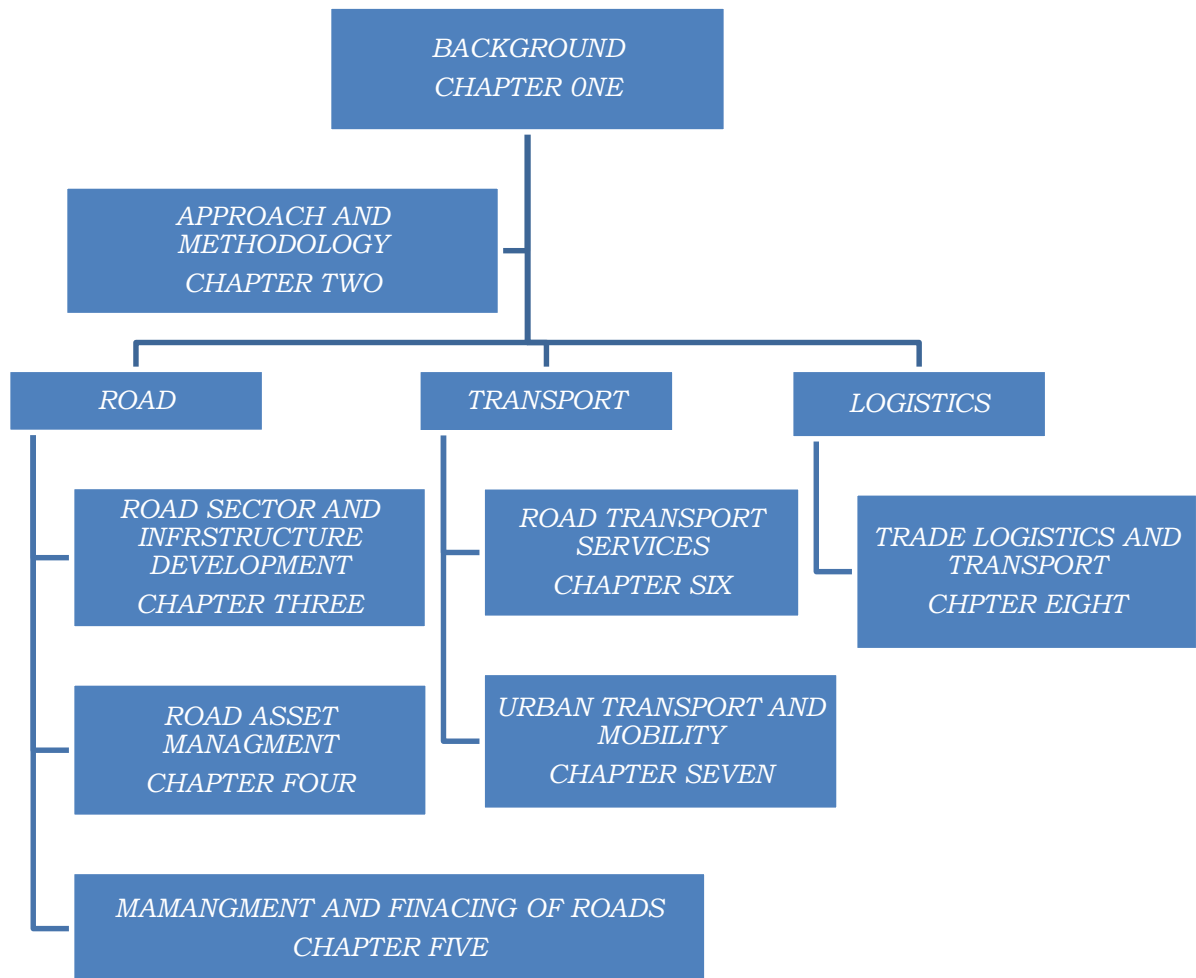 BACKGROUND
CHAPTER 0NE
APPROACH AND
METHODOLOGY
CHAPTER TWO
ROAD
TRANSPORT
LOGISTICS
ROAD SECTOR AND
INFRSTRUCTURE
DEVELOPMENT
CHAPTER THREE
ROAD TRANSPORT
SERVICES
CHAPTER SIX
TRADE LOGISTICS AND
TRANSPORT
CHPTER EIGHT
ROAD ASSET
MANAGMENT
CHAPTER FOUR
URBAN TRANSPORT AND
MOBILITY
CHAPTER SEVEN
MAMANGMENT AND FINACING OF ROADS
CHAPTER FIVE